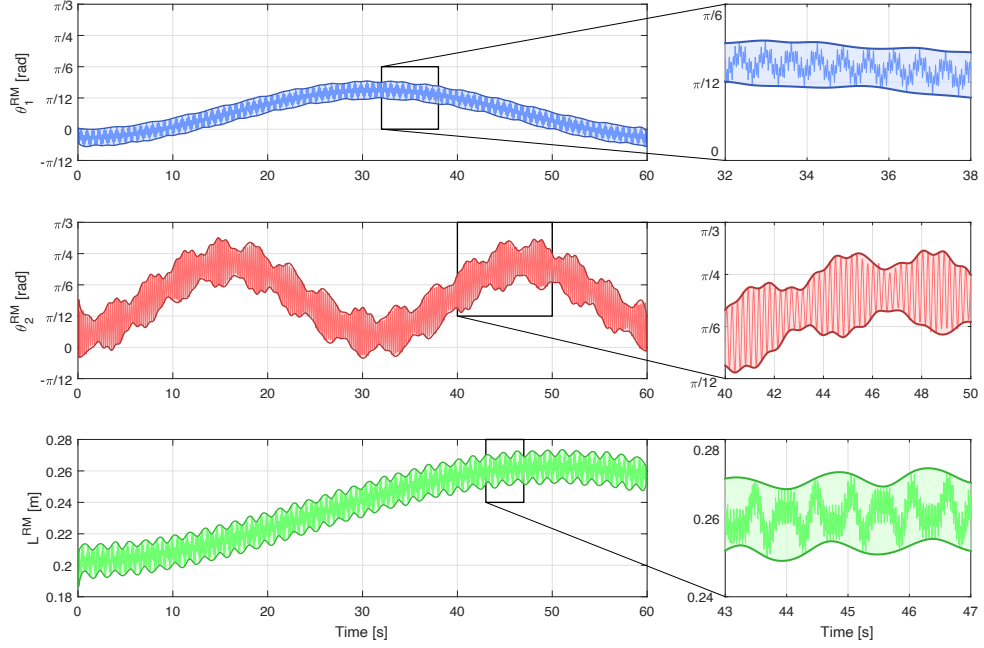 π/3
π/4
π/6
π/12
0
-π/12
θ₁ᴿᴹ [rad]
0 10 20 30 40 50 60
π/6
π/12
0
32 34 36 38
π/3
π/4
π/6
π/12
0
-π/12
θ₂ᴿᴹ [rad]
0 10 20 30 40 50 60
π/3
π/4
π/6
π/12
40 42 44 46 48 50
0.28
0.26
0.24
0.22
0.2
0.18
Lᴿᴹ [m]
0 10 20 30 40 50 60
Time [s]
0.28
0.26
0.24
43 44 45 46 47
Time [s]